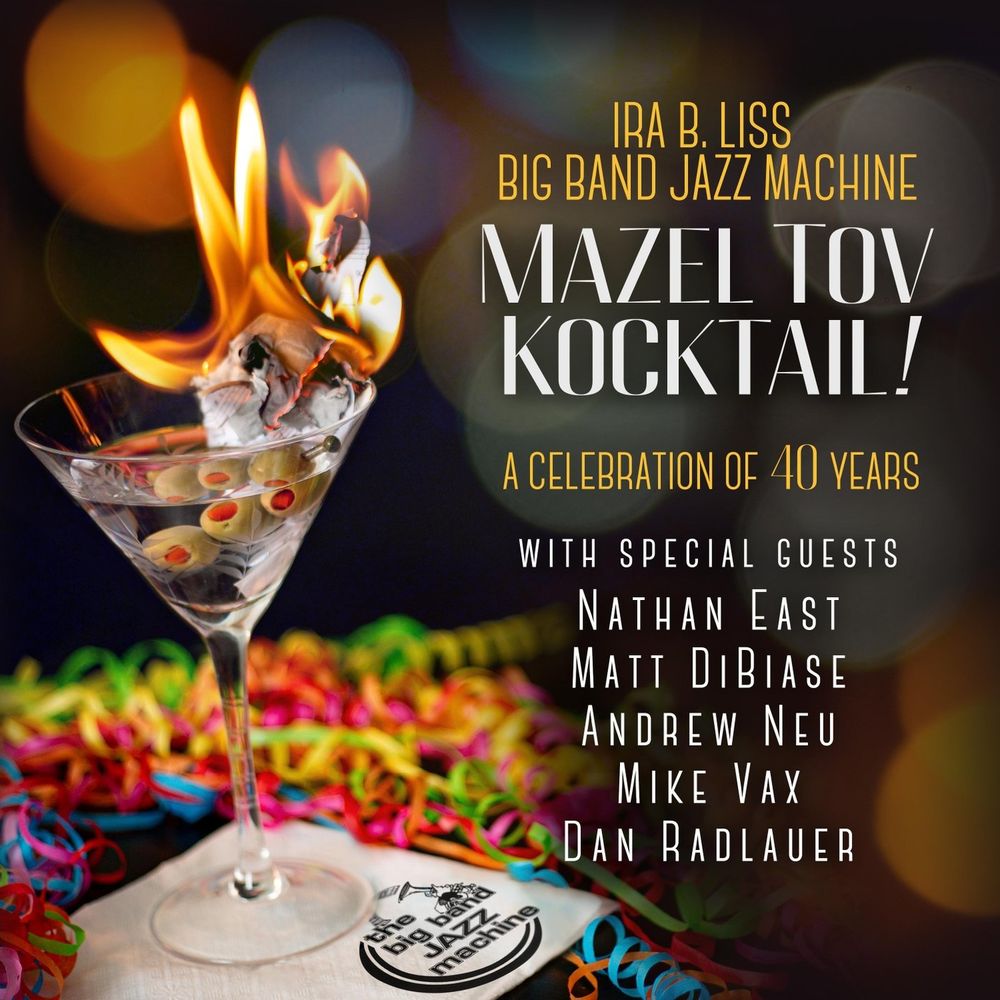 IRA B. LISS
BIG BAND JAZZ MACHINE
MAZEL TOV
KOCKTAIL!
A CELEBRATION OF 40 YEARS
WITH SPECIAL GUESTS
NATHAN EAST
MATT DIBIASE
ANDREW NEU
MIKE VAX
DAN RADLAUER
the
big band
JAZZ
machine